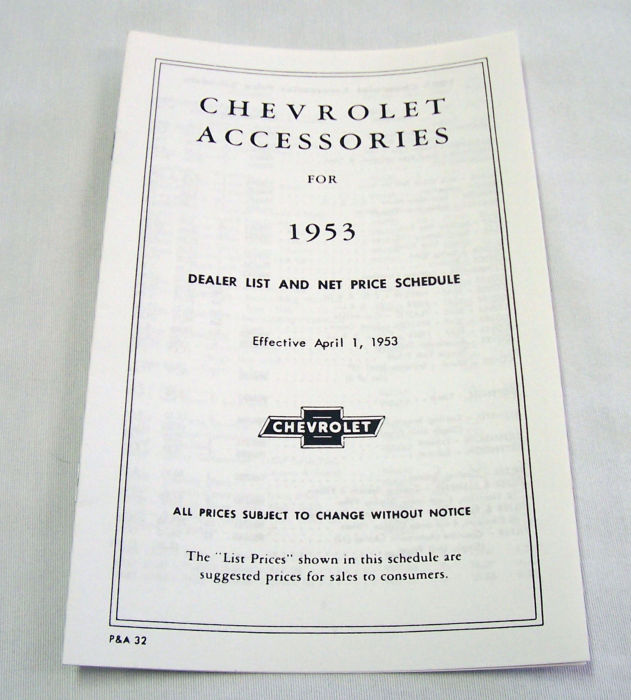 CHEVROLET
ACCESSORIES
FOR
1953
DEALER LIST AND NET PRICE SCHEDULE
Effective April 1, 1953
CHEVROLET
ALL PRICES SUBJECT TO CHANGE WITHOUT NOTICE
The "List Prices" shown in this schedule are
suggested prices for sales to consumers.
P&A 32